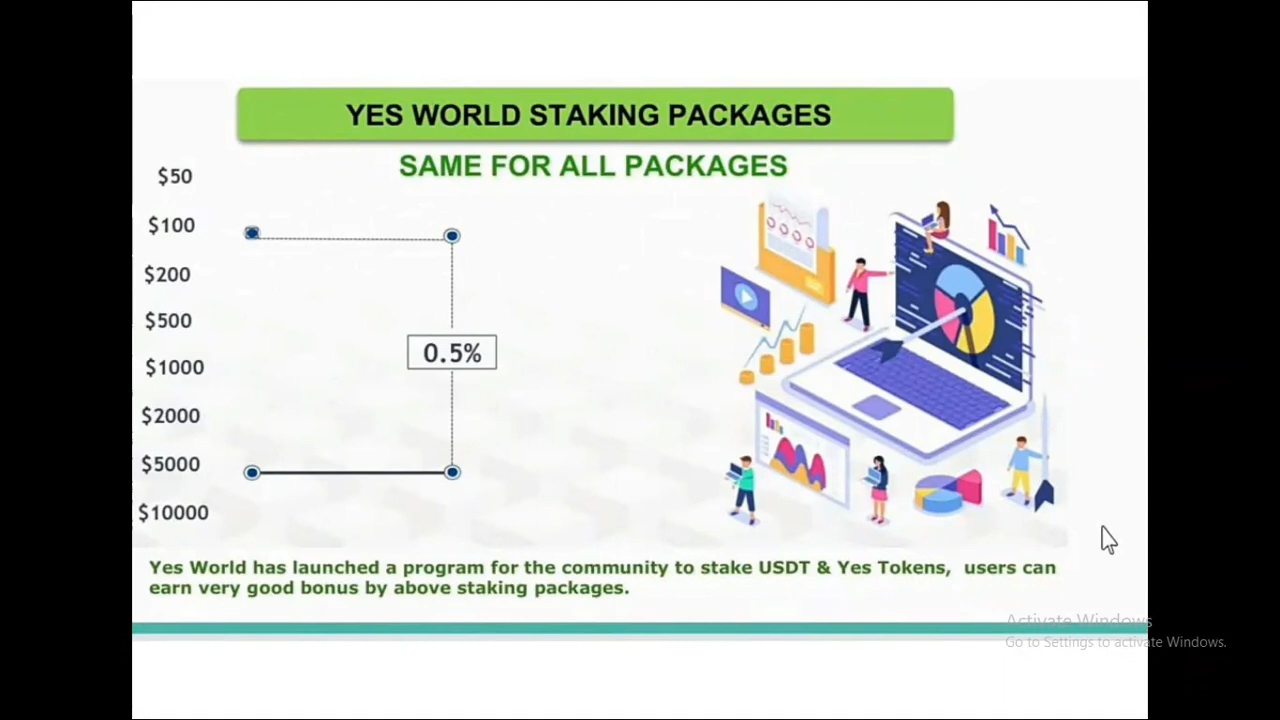 YES WORLD STAKING PACKAGES
SAME FOR ALL PACKAGES
$50
$100
$200
$500
$1000
$2000
$5000
$10000
0.5%
Yes World has launched a program for the community to stake USDT & Yes Tokens, users can
earn very good bonus by above staking packages.
Activate Windows
Go to Settings to activate Windows.